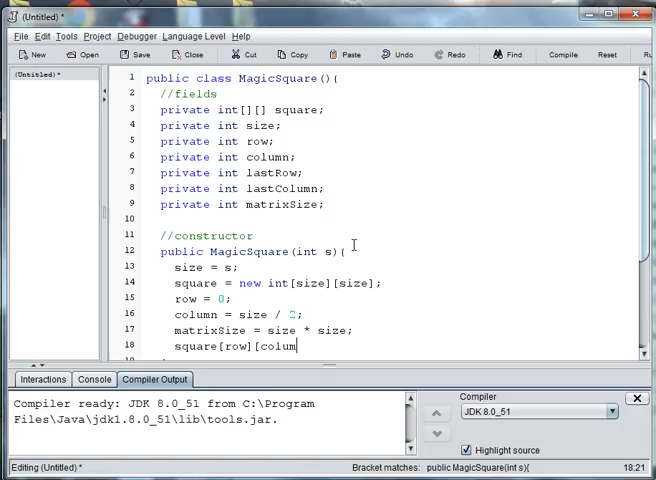 (Untitled) *
File Edit Tools Project Debugger Language Level Help
New Open Save Close Cut Copy Paste Undo Redo Find Compile Reset Ru
(Untitled) *
1 public class MagicSquare(){
2 //fields
3 private int[][] square;
4 private int size;
5 private int row;
6 private int column;
7 private int lastRow;
8 private int lastColumn;
9 private int matrixSize;
10
11 //constructor
12 public MagicSquare(int s){
13 size = s;
14 square = new int[size][size];
15 row = 0;
16 column = size / 2;
17 matrixSize = size * size;
18 square[row][colum
Interactions Console Compiler Output
Compiler ready: JDK 8.0_51 from C:\Program
Files\Java\jdk1.8.0_51\lib\tools.jar.
Compiler
JDK 8.0_51
Highlight source
Editing (Untitled) * Bracket matches: public MagicSquare(int s){ 18:21